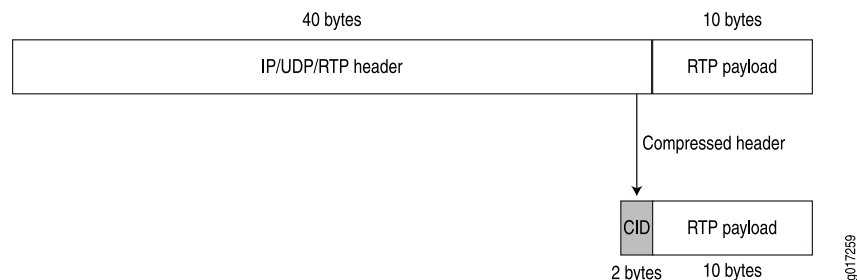 40 bytes
10 bytes
IP/UDP/RTP header
RTP payload
Compressed header
CID
RTP payload
2 bytes
10 bytes
g017259